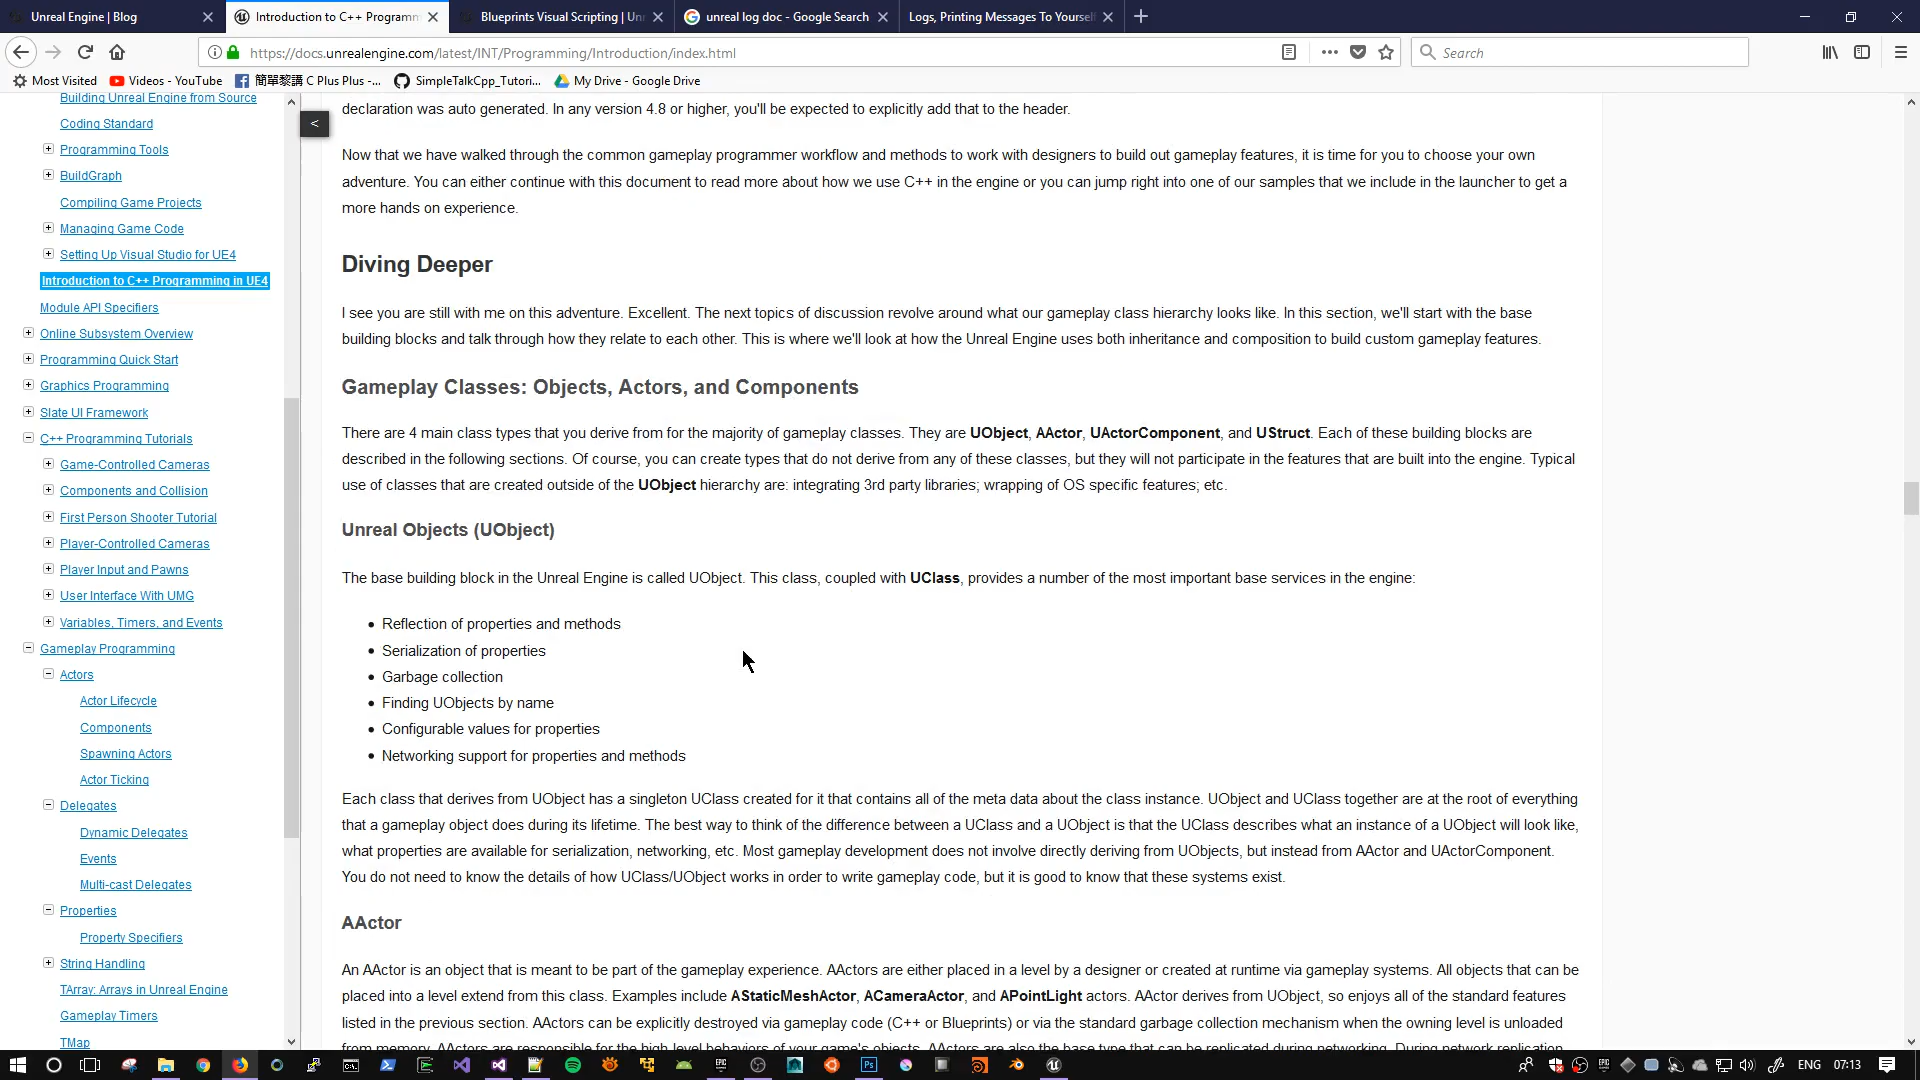 Unreal Engine | Blog
Introduction to C++ Programm
Blueprints Visual Scripting | Un
unreal log doc - Google Search
Logs, Printing Messages To Yoursel
https://docs.unrealengine.com/latest/INT/Programming/Introduction/index.html
Search
Most Visited
Videos - YouTube
簡單黎講 C Plus Plus -...
SimpleTalkCpp_Tutori...
My Drive - Google Drive
Building Unreal Engine from Source
Coding Standard
Programming Tools
BuildGraph
Compiling Game Projects
Managing Game Code
Setting Up Visual Studio for UE4
Introduction to C++ Programming in UE4
Module API Specifiers
Online Subsystem Overview
Programming Quick Start
Graphics Programming
Slate UI Framework
C++ Programming Tutorials
Game-Controlled Cameras
Components and Collision
First Person Shooter Tutorial
Player-Controlled Cameras
Player Input and Pawns
User Interface With UMG
Variables, Timers, and Events
Gameplay Programming
Actors
Actor Lifecycle
Components
Spawning Actors
Actor Ticking
Delegates
Dynamic Delegates
Events
Multi-cast Delegates
Properties
Property Specifiers
String Handling
TArray: Arrays in Unreal Engine
Gameplay Timers
TMap
<
declaration was auto generated. In any version 4.8 or higher, you'll be expected to explicitly add that to the header.
Now that we have walked through the common gameplay programmer workflow and methods to work with designers to build out gameplay features, it is time for you to choose your own
adventure. You can either continue with this document to read more about how we use C++ in the engine or you can jump right into one of our samples that we include in the launcher to get a
more hands on experience.
Diving Deeper
I see you are still with me on this adventure. Excellent. The next topics of discussion revolve around what our gameplay class hierarchy looks like. In this section, we'll start with the base
building blocks and talk through how they relate to each other. This is where we'll look at how the Unreal Engine uses both inheritance and composition to build custom gameplay features.
Gameplay Classes: Objects, Actors, and Components
There are 4 main class types that you derive from for the majority of gameplay classes. They are UObject, AActor, UActorComponent, and UStruct. Each of these building blocks are
described in the following sections. Of course, you can create types that do not derive from any of these classes, but they will not participate in the features that are built into the engine. Typical
use of classes that are created outside of the UObject hierarchy are: integrating 3rd party libraries; wrapping of OS specific features; etc.
Unreal Objects (UObject)
The base building block in the Unreal Engine is called UObject. This class, coupled with UClass, provides a number of the most important base services in the engine:
• Reflection of properties and methods
• Serialization of properties
• Garbage collection
• Finding UObjects by name
• Configurable values for properties
• Networking support for properties and methods
Each class that derives from UObject has a singleton UClass created for it that contains all of the meta data about the class instance. UObject and UClass together are at the root of everything
that a gameplay object does during its lifetime. The best way to think of the difference between a UClass and a UObject is that the UClass describes what an instance of a UObject will look like,
what properties are available for serialization, networking, etc. Most gameplay development does not involve directly deriving from UObjects, but instead from AActor and UActorComponent.
You do not need to know the details of how UClass/UObject works in order to write gameplay code, but it is good to know that these systems exist.
AActor
An AActor is an object that is meant to be part of the gameplay experience. AActors are either placed in a level by a designer or created at runtime via gameplay systems. All objects that can be
placed into a level extend from this class. Examples include AStaticMeshActor, ACameraActor, and APointLight actors. AActor derives from UObject, so enjoys all of the standard features
listed in the previous section. AActors can be explicitly destroyed via gameplay code (C++ or Blueprints) or via the standard garbage collection mechanism when the owning level is unloaded
from memory. AActors are responsible for the high-level behaviors of your game's objects. AActors are also the base type that can be replicated during networking. During network replication,
ENG
07:13